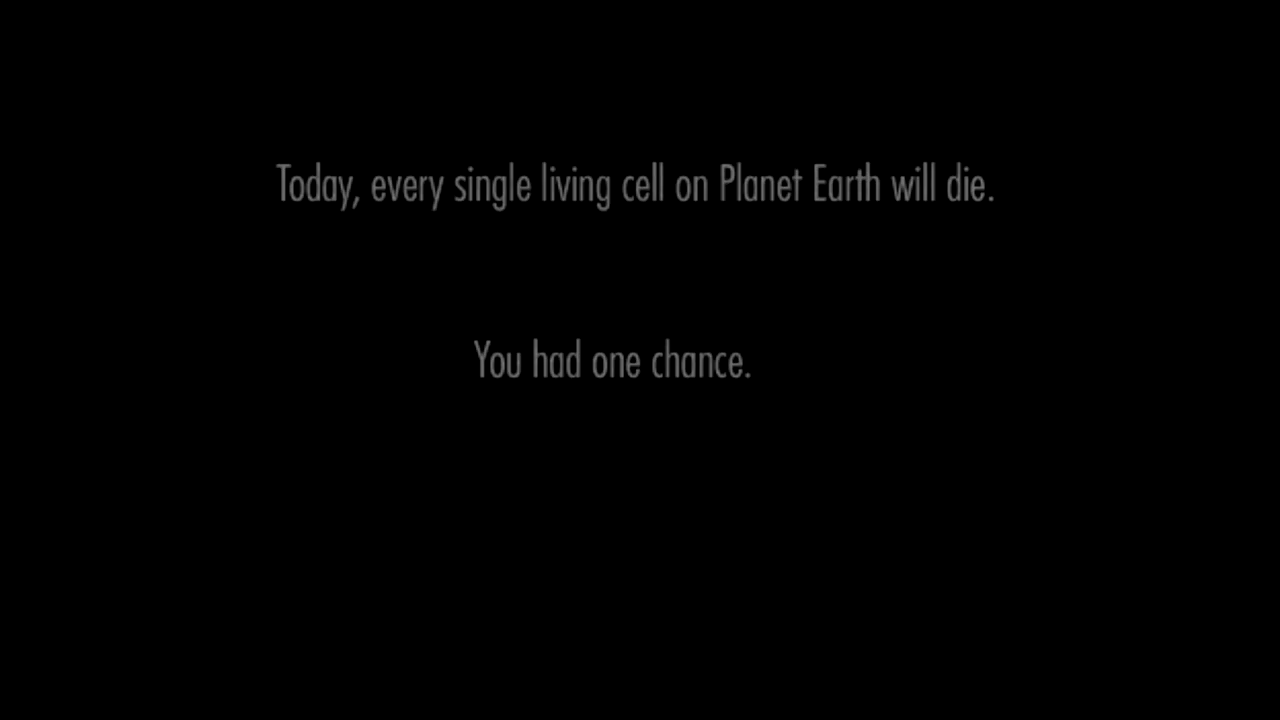 Today, every single living cell on Planet Earth will die.
You had one chance.